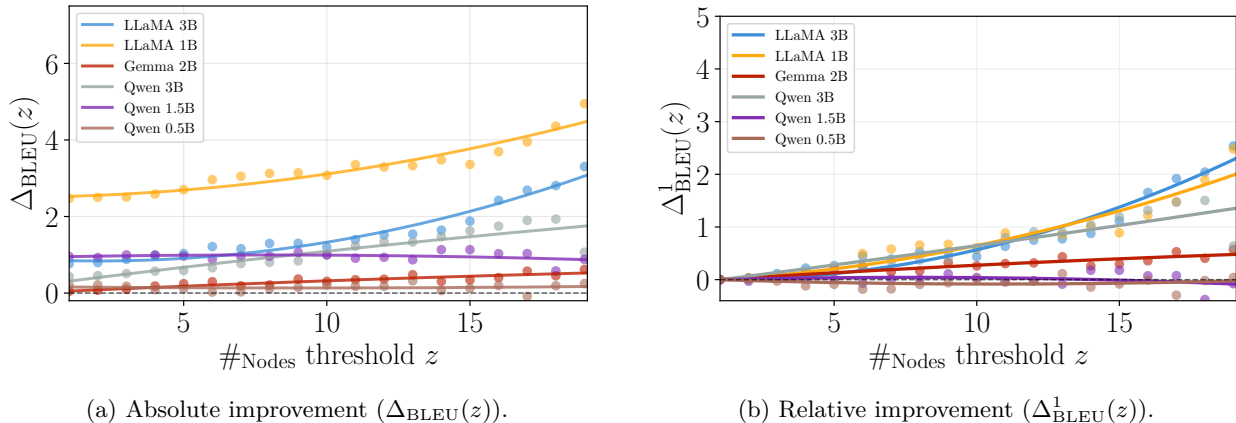 LLaMA 3B
LLaMA 1B
Gemma 2B
Qwen 3B
Qwen 1.5B
Qwen 0.5B
6
4
2
0
Δ_BLEU(z)
5
10
15
#_Nodes threshold z
(a) Absolute improvement (Δ_BLEU(z)).
LLaMA 3B
LLaMA 1B
Gemma 2B
Qwen 3B
Qwen 1.5B
Qwen 0.5B
5
4
3
2
1
0
Δ^1_BLEU(z)
5
10
15
#_Nodes threshold z
(b) Relative improvement (Δ^1_BLEU(z)).